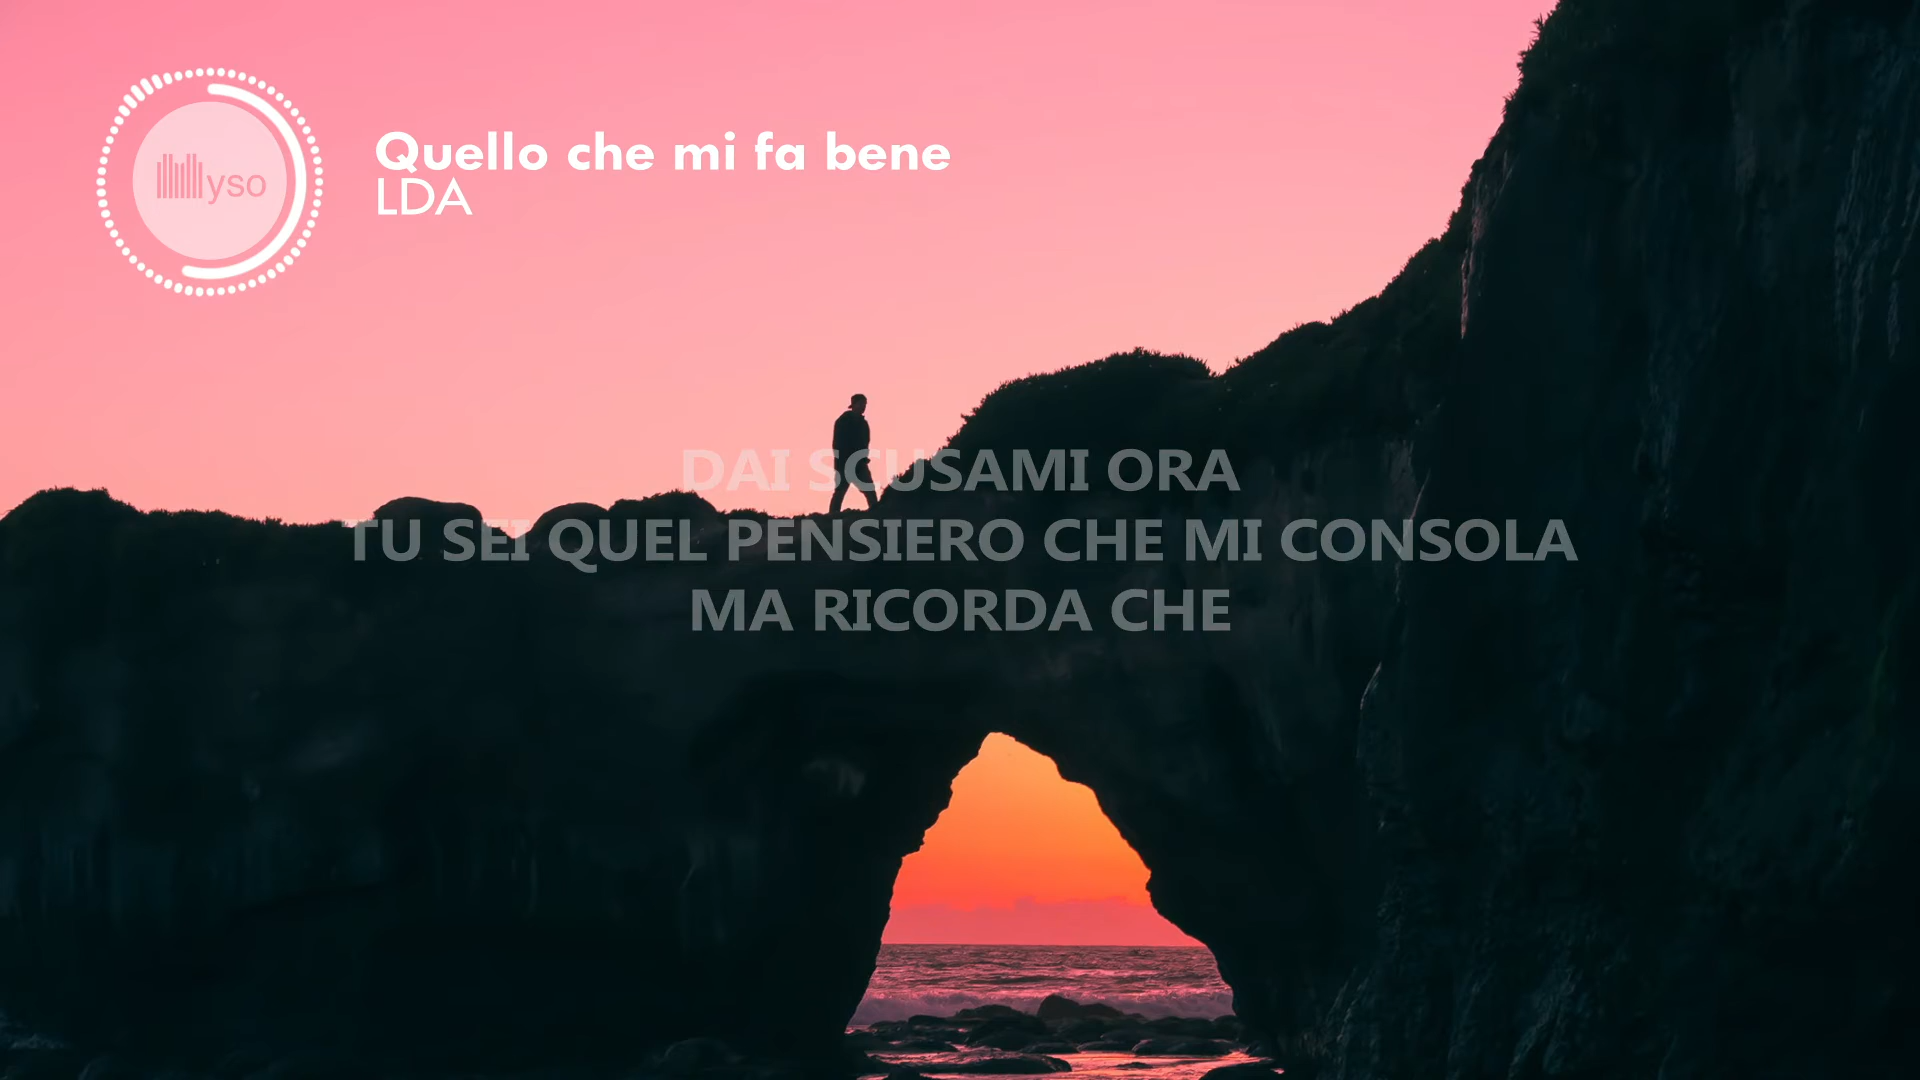 Quello che mi fa bene
LDA
yso
DAI SCUSAMI ORA
TU SEI QUEL PENSIERO CHE MI CONSOLA
MA RICORDA CHE